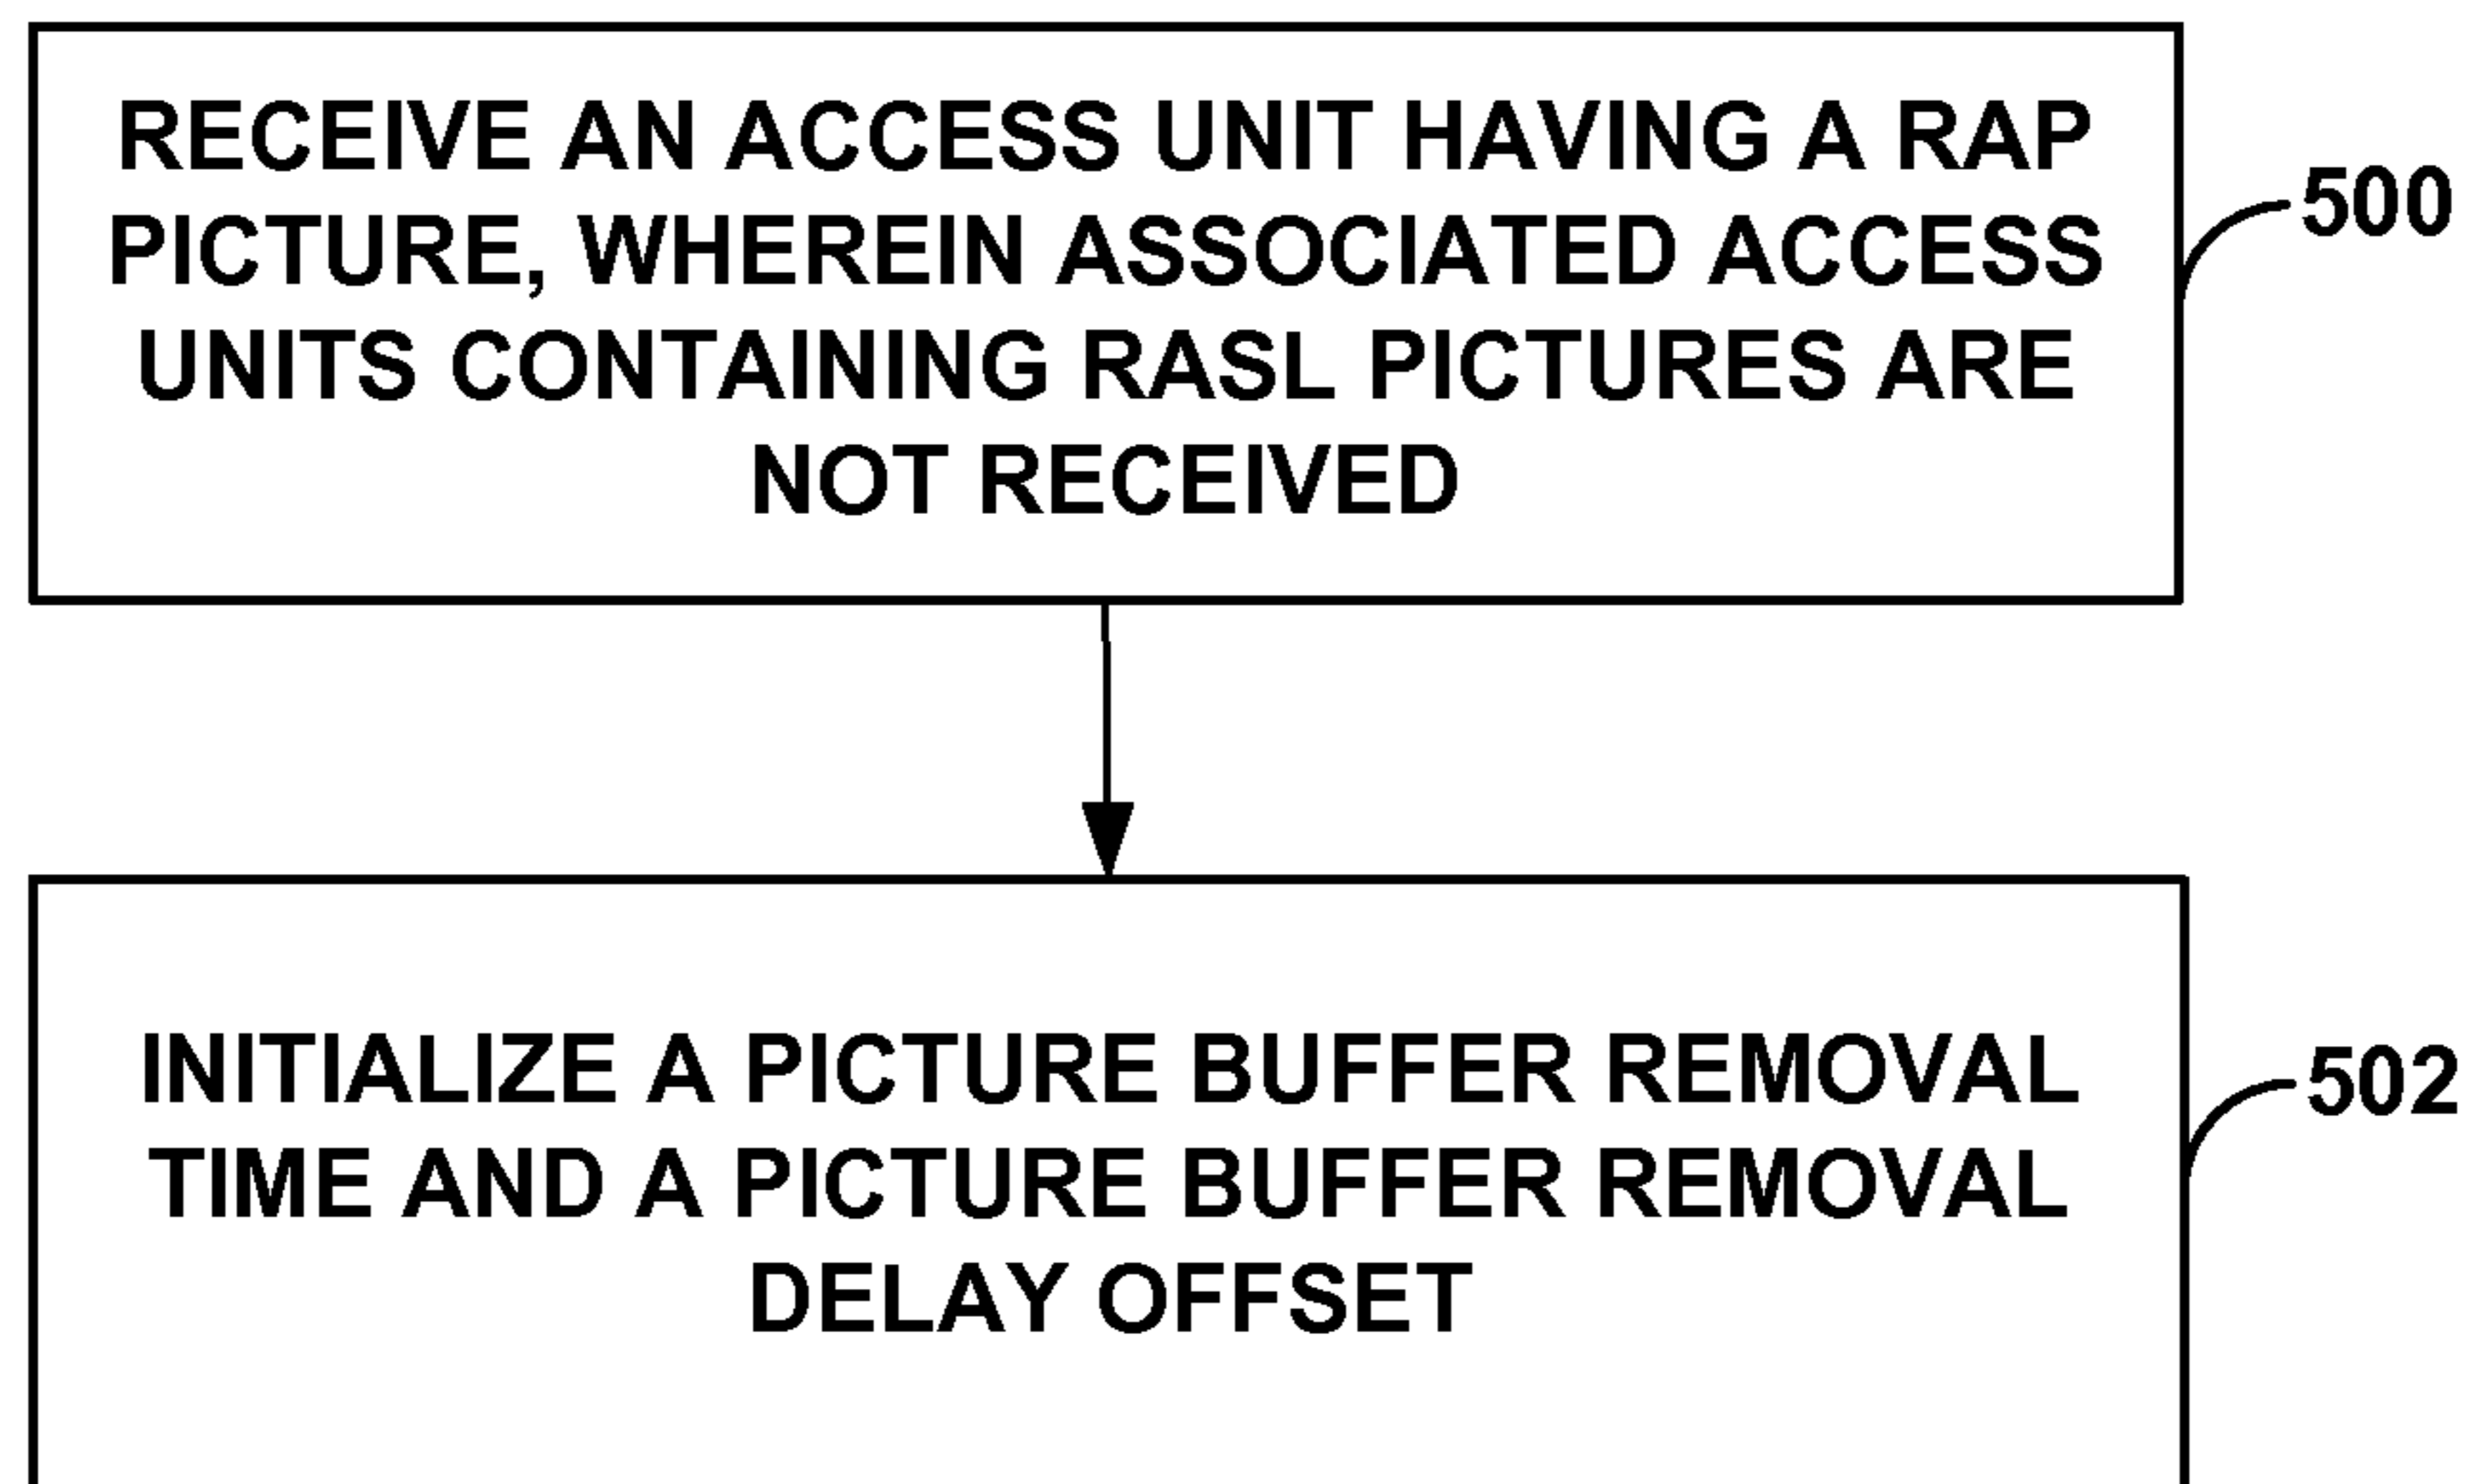 RECEIVE AN ACCESS UNIT HAVING A RAP
PICTURE, WHEREIN ASSOCIATED ACCESS
UNITS CONTAINING RASL PICTURES ARE
NOT RECEIVED
500
INITIALIZE A PICTURE BUFFER REMOVAL
TIME AND A PICTURE BUFFER REMOVAL
DELAY OFFSET
502